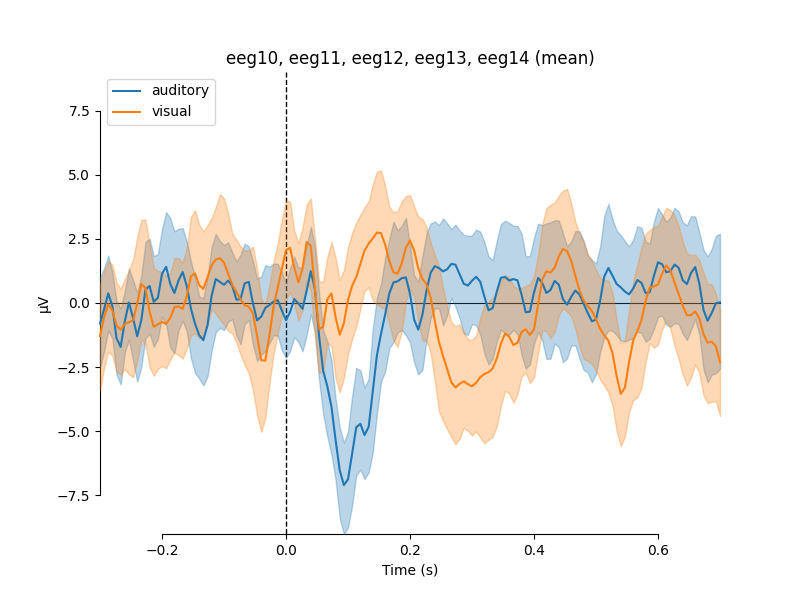 eeg10, eeg11, eeg12, eeg13, eeg14 (mean)
auditory
visual
7.5
5.0
2.5
0.0
−2.5
−5.0
−7.5
µV
−0.2 0.0 0.2 0.4 0.6
Time (s)